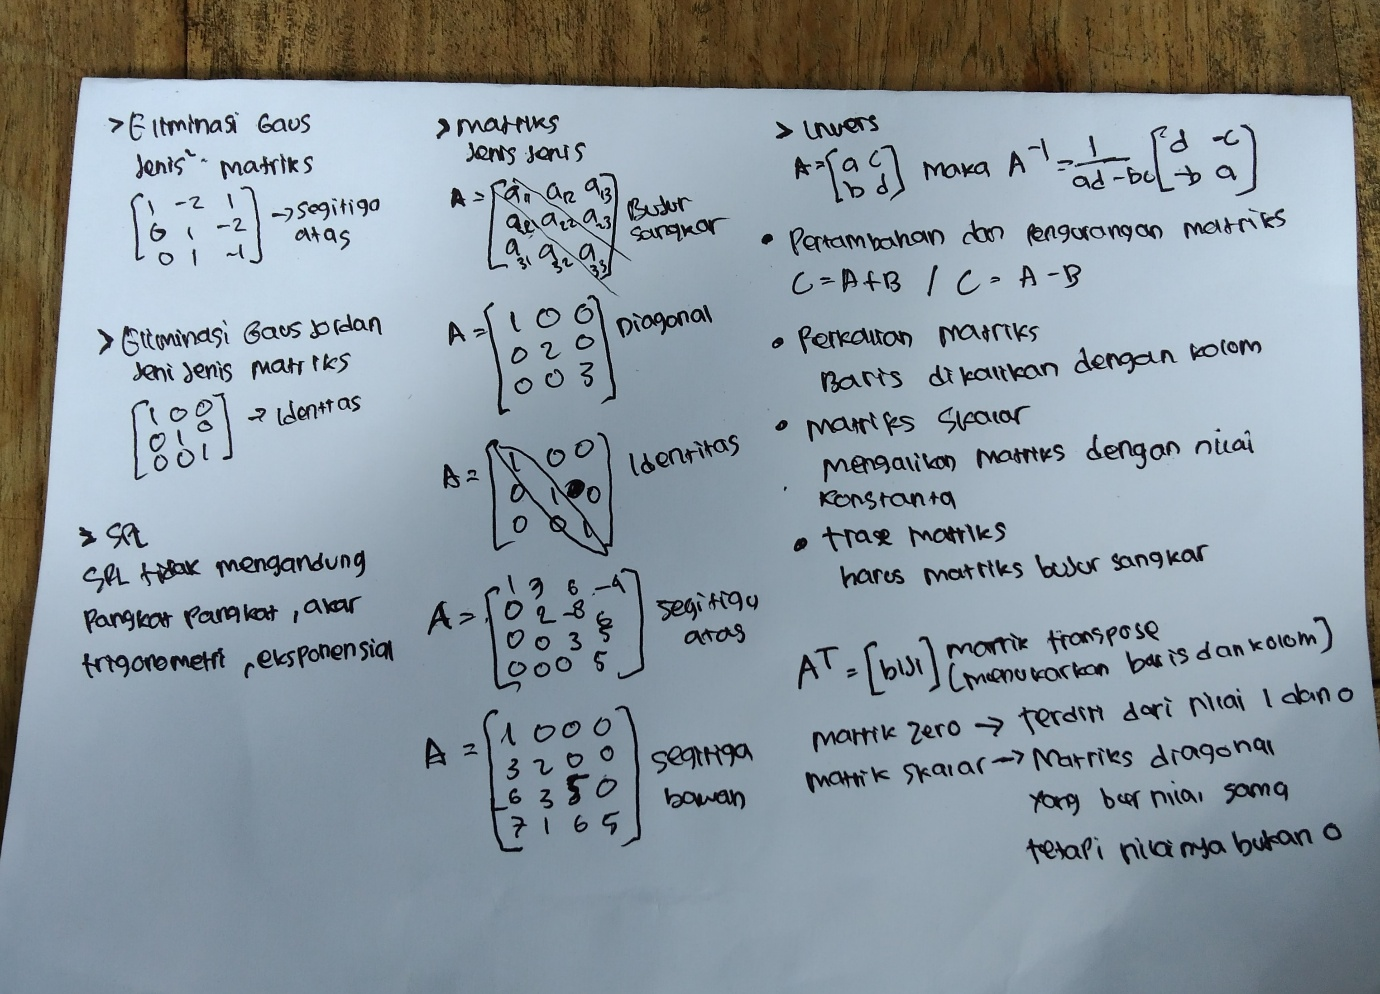 > Eliminasi Gaus
Jenis² matriks
[1 -2 1
0 1 -2
0 1 -1] → segitiga
atas
> Eliminasi Gaus Jordan
Jeni Jenis matriks
[1 0 0
0 1 0
0 0 1] → Identitas
> SPL
SPL tidak mengandung
Pangkat Pangkat, akar
trigonometri, eksponensial
> matriks
Jenis Jenis
A = [a11 a12 a13
a22 a23
a31 a32 a33] Bujur
sangkar
A = [1 0 0
0 2 0
0 0 3] Diagonal
A = [1 0 0
0 1 0
0 0 1] Identitas
A = [1 6 -4
0 2 -8 6
0 0 3 5
0 0 0 5] segitiga
atas
A = [1 0 0 0
3 2 0 0
6 3 5 0
7 1 6 5] segitiga
bawah
> Invers
A = [a c
b d] maka A⁻¹ = 1/ad-bc [d -c
-b a]
• Pertambahan dan Pengurangan matriks
C = A + B / C = A - B
• Perkalian Matriks
Baris dikalikan dengan kolom
• matriks Skalar
mengalikan matriks dengan nilai
konstanta
• trase matriks
harus matriks bujur sangkar
AT = [biji] matrik transpose
(menukarkan baris dan kolom)
matrik zero → terdiri dari nilai 1 dan 0
matrik skalar → Matriks diagonal
yang bernilai sama
tetapi nilainya bukan 0